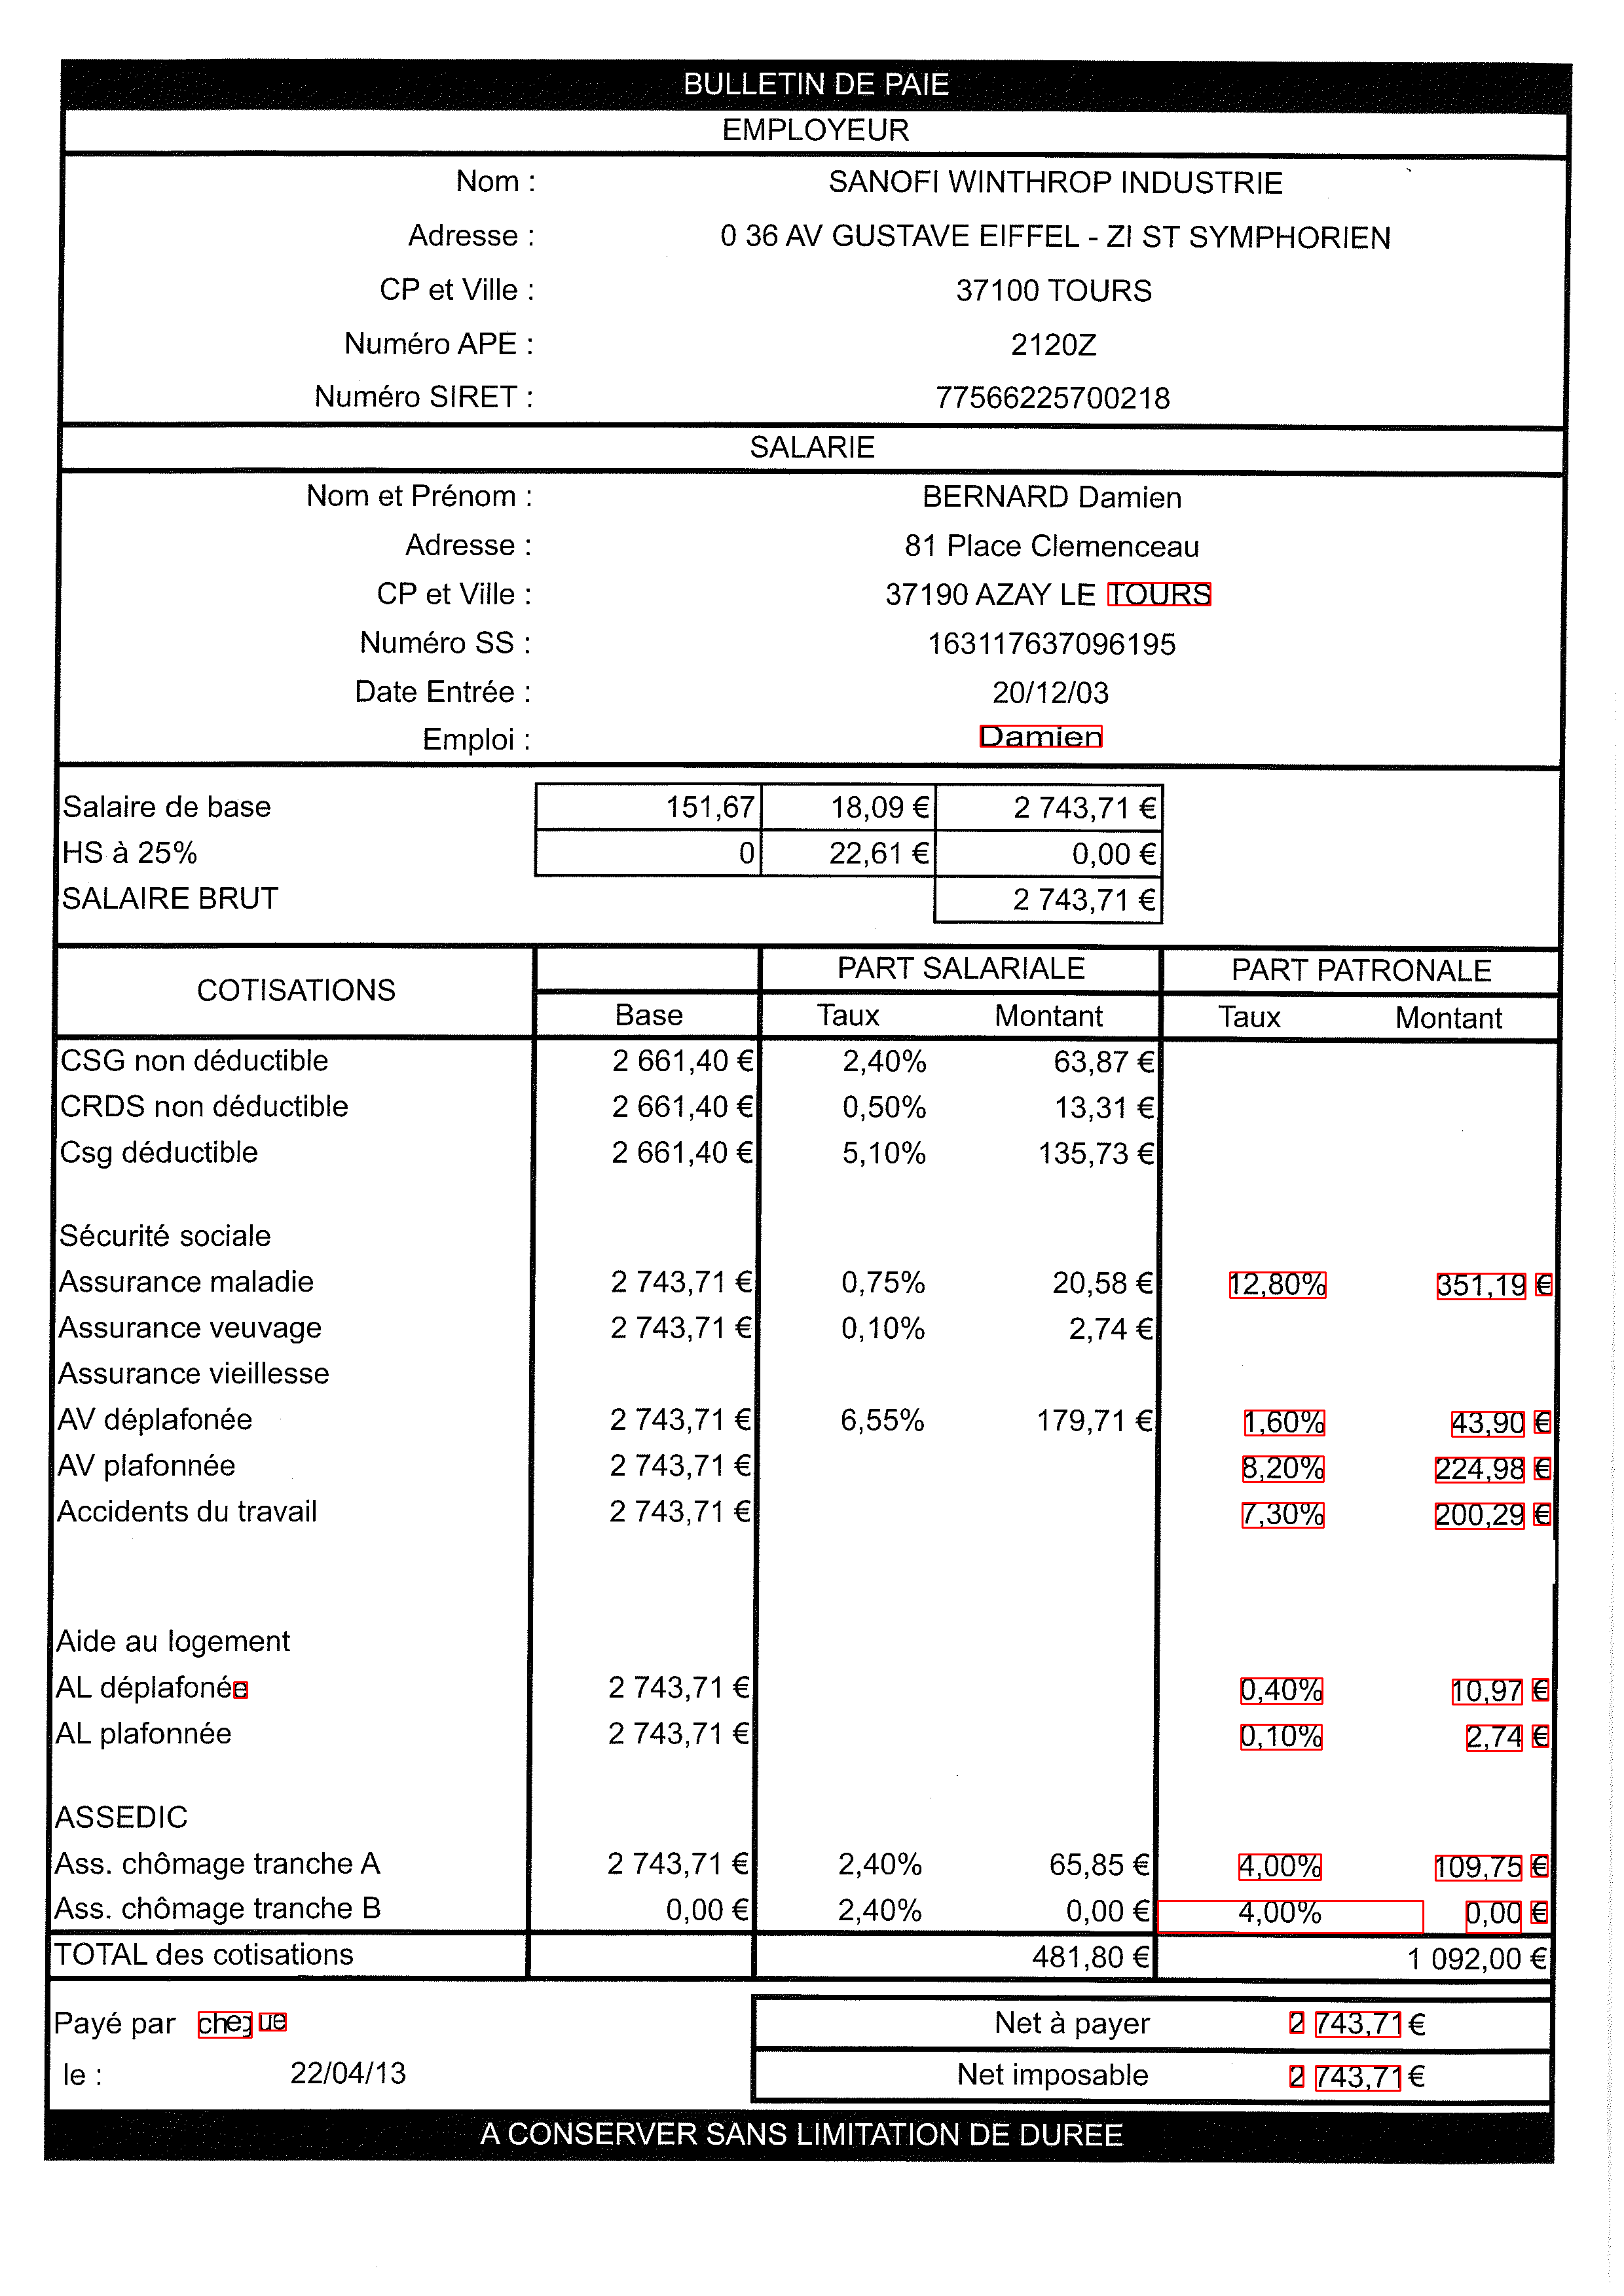 BULLETIN DE PAIE
EMPLOYEUR
Nom : SANOFI WINTHROP INDUSTRIE
Adresse : 0 36 AV GUSTAVE EIFFEL - ZI ST SYMPHORIEN
CP et Ville : 37100 TOURS
Numéro APE : 2120Z
Numéro SIRET : 77566225700218
SALARIE
Nom et Prénom : BERNARD Damien
Adresse : 81 Place Clemenceau
CP et Ville : 37190 AZAY LE TOURS
Numéro SS : 163117637096195
Date Entrée : 20/12/03
Emploi : Damien
Salaire de base 151,67 18,09 € 2 743,71 €
HS à 25% 0 22,61 € 0,00 €
SALAIRE BRUT 2 743,71 €
COTISATIONS PART SALARIALE PART PATRONALE
Base Taux Montant Taux Montant
CSG non déductible 2 661,40 € 2,40% 63,87 €
CRDS non déductible 2 661,40 € 0,50% 13,31 €
Csg déductible 2 661,40 € 5,10% 135,73 €
Sécurité sociale
Assurance maladie 2 743,71 € 0,75% 20,58 € 12,80% 351,19 €
Assurance veuvage 2 743,71 € 0,10% 2,74 €
Assurance vieillesse
AV déplafonée 2 743,71 € 6,55% 179,71 € 1,60% 43,90 €
AV plafonnée 2 743,71 € 8,20% 224,98 €
Accidents du travail 2 743,71 € 7,30% 200,29 €
Aide au logement
AL déplafonée 2 743,71 € 0,40% 10,97 €
AL plafonnée 2 743,71 € 0,10% 2,74 €
ASSEDIC
Ass. chômage tranche A 2 743,71 € 2,40% 65,85 € 4,00% 109,75 €
Ass. chômage tranche B 0,00 € 2,40% 0,00 € 4,00% 0,00 €
TOTAL des cotisations 481,80 € 1 092,00 €
Payé par cheque Net à payer 2 743,71 €
le : 22/04/13 Net imposable 2 743,71 €
A CONSERVER SANS LIMITATION DE DUREE